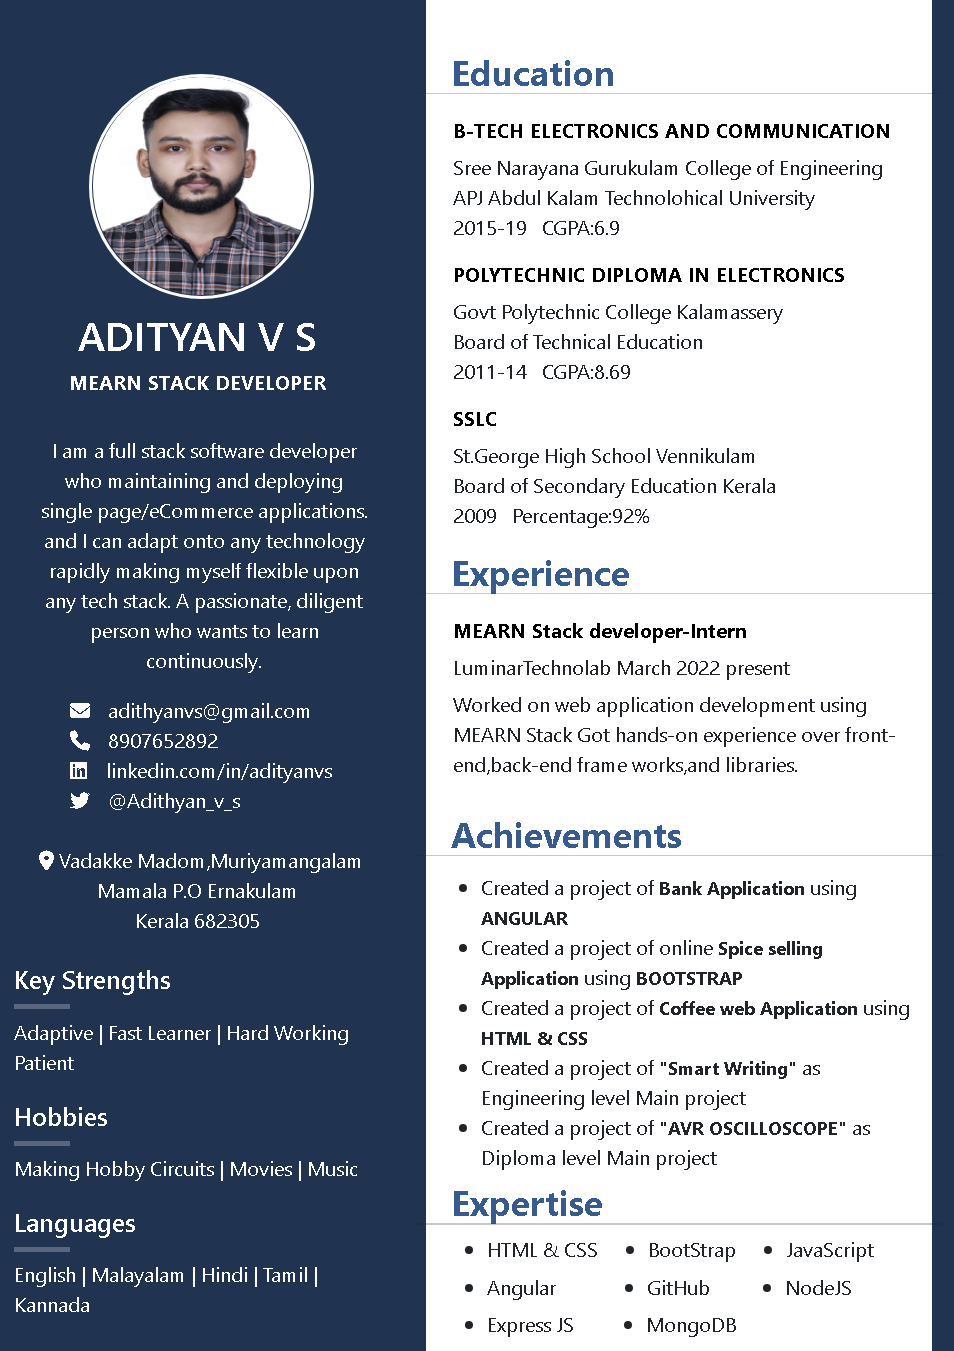 ADITYAN V S
MEARN STACK DEVELOPER
I am a full stack software developer
who maintaining and deploying
single page/eCommerce applications.
and I can adapt onto any technology
rapidly making myself flexible upon
any tech stack. A passionate, diligent
person who wants to learn
continuously.
adithyanvs@gmail.com
8907652892
linkedin.com/in/adityanvs
@Adithyan_v_s
Vadakke Madom,Muriyamangalam
Mamala P.O Ernakulam
Kerala 682305
Key Strengths
Adaptive | Fast Learner | Hard Working
Patient
Hobbies
Making Hobby Circuits | Movies | Music
Languages
English | Malayalam | Hindi | Tamil |
Kannada
Education
B-TECH ELECTRONICS AND COMMUNICATION
Sree Narayana Gurukulam College of Engineering
APJ Abdul Kalam Technolohical University
2015-19 CGPA:6.9
POLYTECHNIC DIPLOMA IN ELECTRONICS
Govt Polytechnic College Kalamassery
Board of Technical Education
2011-14 CGPA:8.69
SSLC
St.George High School Vennikulam
Board of Secondary Education Kerala
2009 Percentage:92%
Experience
MEARN Stack developer-Intern
LuminarTechnolab March 2022 present
Worked on web application development using
MEARN Stack Got hands-on experience over front-
end,back-end frame works,and libraries.
Achievements
• Created a project of Bank Application using
ANGULAR
• Created a project of online Spice selling
Application using BOOTSTRAP
• Created a project of Coffee web Application using
HTML & CSS
• Created a project of "Smart Writing" as
Engineering level Main project
• Created a project of "AVR OSCILLOSCOPE" as
Diploma level Main project
Expertise
• HTML & CSS • BootStrap • JavaScript
• Angular • GitHub • NodeJS
• Express JS • MongoDB